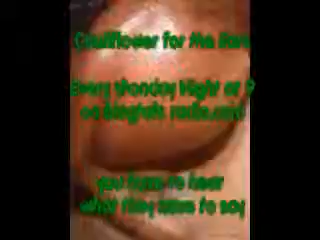 Cauliflower for the Ears
Every Monday Night at 9
on blogtalk radio.com
you have to hear
what they have to say